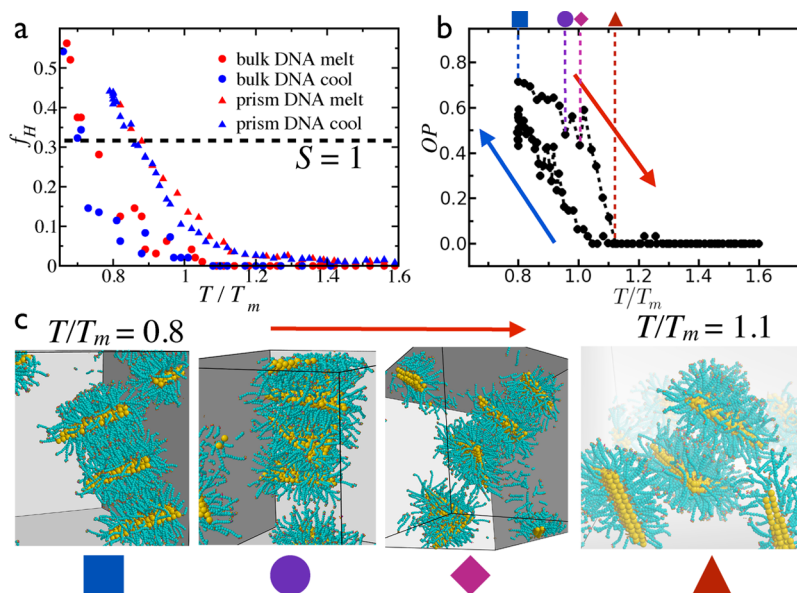 a
0.5
0.4
0.3
0.2
0.1
0
f_H
bulk DNA melt
bulk DNA cool
prism DNA melt
prism DNA cool
S = 1
0.8 1.0 1.2 1.4 1.6
T/T_m
b
0.8
0.6
0.4
0.2
0.0
OP
0.8 1.0 1.2 1.4 1.6
T/T_m
c
T/T_m = 0.8
T/T_m = 1.1